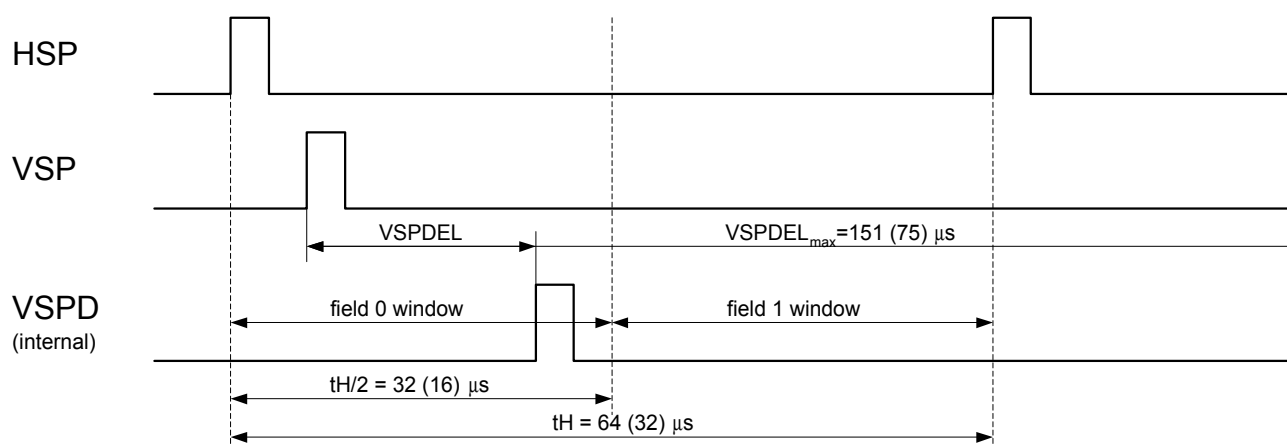 HSP
VSP
VSPDEL
VSPDELmax=151 (75) μs
VSPD
(internal)
field 0 window
field 1 window
tH/2 = 32 (16) μs
tH = 64 (32) μs